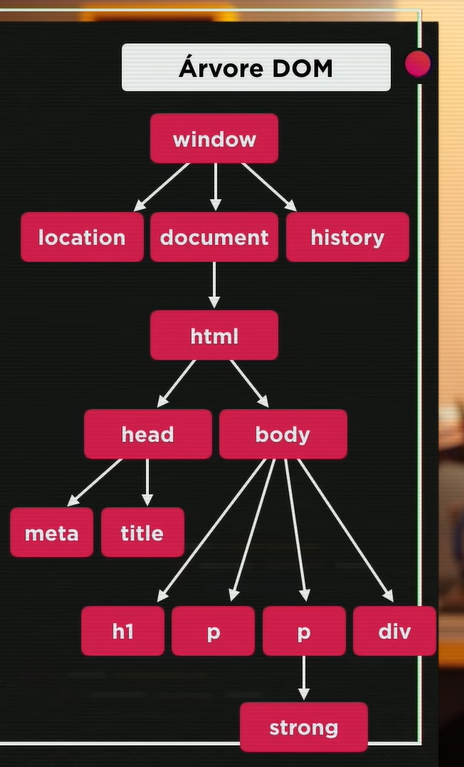 Árvore DOM
window
location document history
html
head body
meta title
h1 p p div
strong